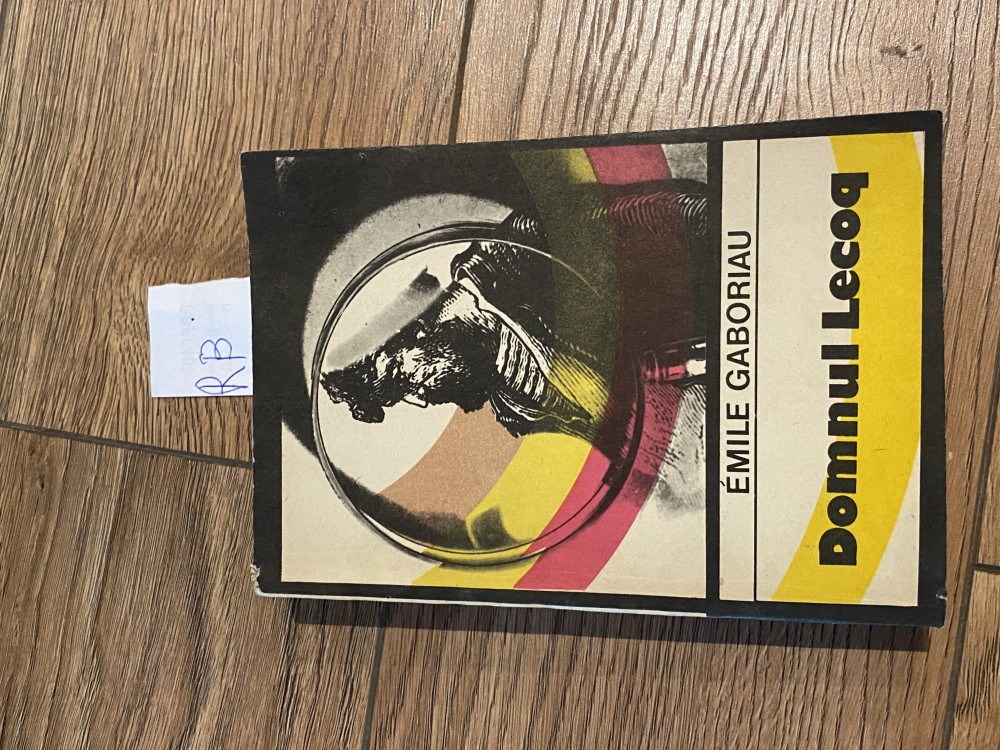 RB
ÉMILE GABORIAU
Domnul Lecoq